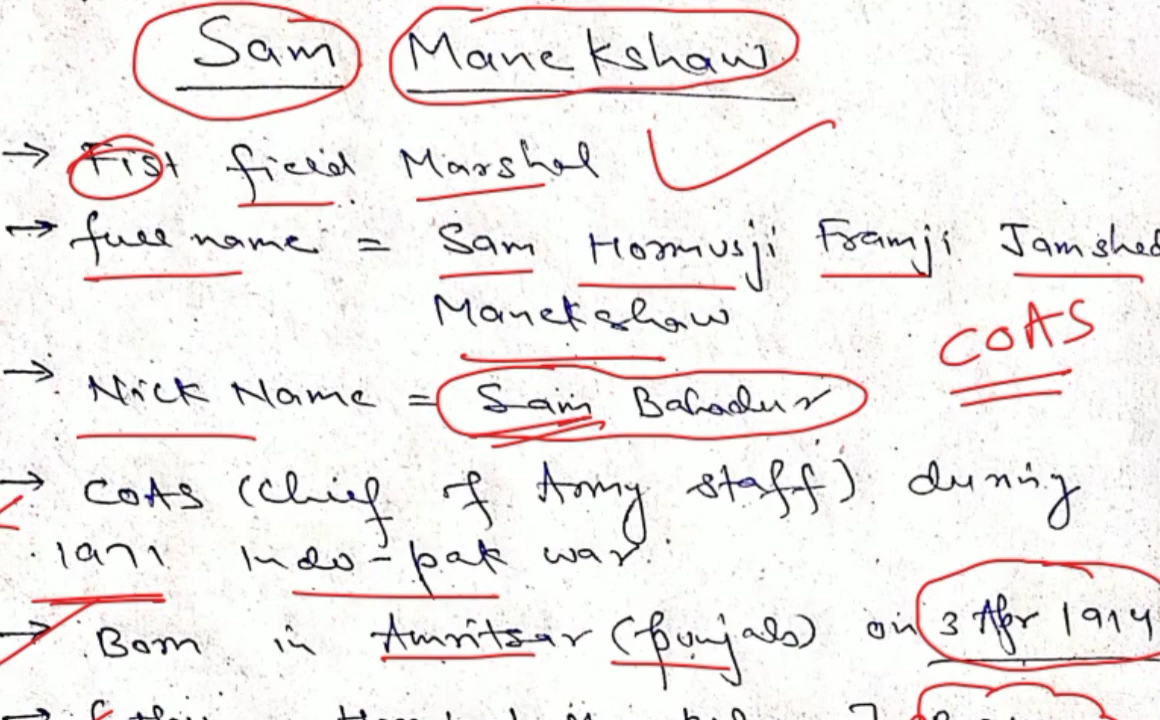 Sam Manekshaw
→ Fist field Marshal
→ full name = Sam Hormusji Framji Jamshed
Manekshaw
COAS
→ Nick Name = Sam Bahadur
→ COAS (Chief of Army staff) during
1971 Indo-pak war
→ Born in Amritsar (punjab) on 3 Apr 1914